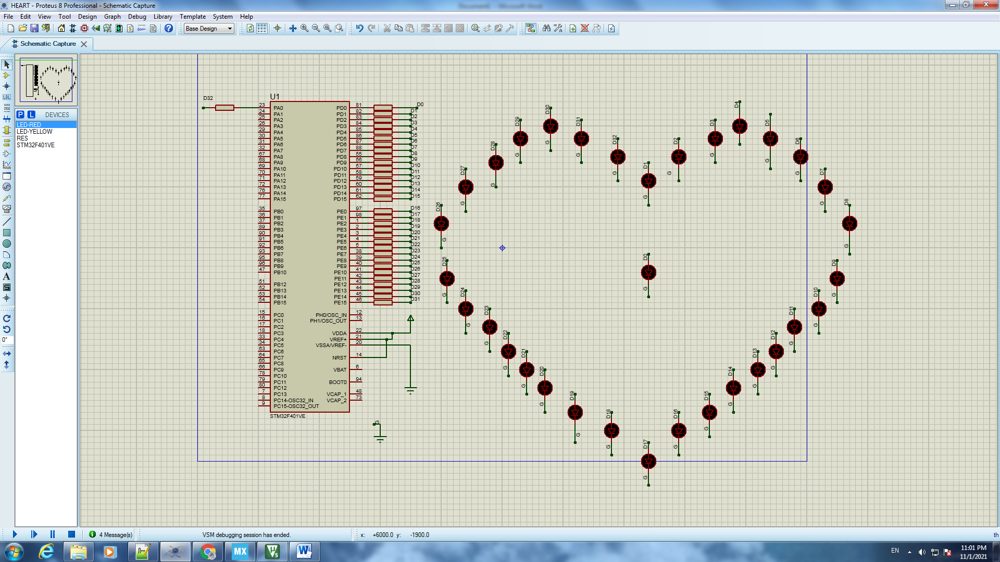 HEART - Proteus 8 Professional - Schematic Capture
File Edit View Tool Design Graph Debug Library Template System Help
Base Design
Schematic Capture
P L DEVICES
LED-RED
LED-YELLOW
RES
STM32F401VE
LBL
A
S
0°
D32
U1
23 PA0 PD0 81 D0
24 PA1 PD1 82 D1
25 PA2 PD2 83 D2
26 PA3 PD3 84 D3
29 PA4 PD4 85 D4
30 PA5 PD5 86 D5
31 PA6 PD6 87 D6
32 PA7 PD7 88 D7
67 PA8 PD8 55 D8
68 PA9 PD9 56 D9
69 PA10 PD10 57 D10
70 PA11 PD11 58 D11
71 PA12 PD12 59 D12
72 PA13 PD13 60 D13
76 PA14 PD14 61 D14
77 PA15 PD15 62 D15
35 PB0 PE0 97 D16
36 PB1 PE1 98 D17
37 PB2 PE2 1 D18
89 PB3 PE3 2 D19
90 PB4 PE4 3 D20
91 PB5 PE5 4 D21
92 PB6 PE6 5 D22
93 PB7 PE7 38 D23
95 PB8 PE8 39 D24
96 PB9 PE9 40 D25
47 PB10 PE10 41 D26
PE11 42 D27
51 PB12 PE12 43 D28
52 PB13 PE13 44 D29
53 PB14 PE14 45 D30
54 PB15 PE15 46 D31
15 PC0 PH0/OSC_IN 12
16 PC1 PH1/OSC_OUT 13
17 PC2
18 PC3 VDDA 22
33 PC4 VREF+ 21
34 PC5 VSSA/VREF- 20
63 PC6
64 PC7 NRST 14
65 PC8
66 PC9 VBAT 6
78 PC10
79 PC11 BOOT0 94
80 PC12
7 PC13 VCAP_1 48
8 PC14-OSC32_IN VCAP_2 73
9 PC15-OSC32_OUT
STM32F401VE
G
D4
G
D30
G
D29
G
D31
G
D3
G
D5
G
D28
G
D32
G
D2
G
D6
G
D27
G
D1
G
D7
G
D26
G
D8
G
D25
G
D0
G
D9
G
D24
G
D10
G
D23
G
D11
G
D22
G
D12
G
D21
G
D13
G
D20
G
D14
G
D19
G
D15
G
D18
G
D16
G
D17
G
4 Message(s) VSM debugging session has ended. x: +6000.0 y: -1900.0 th
MX V5 W EN 11:01 PM
11/1/2021